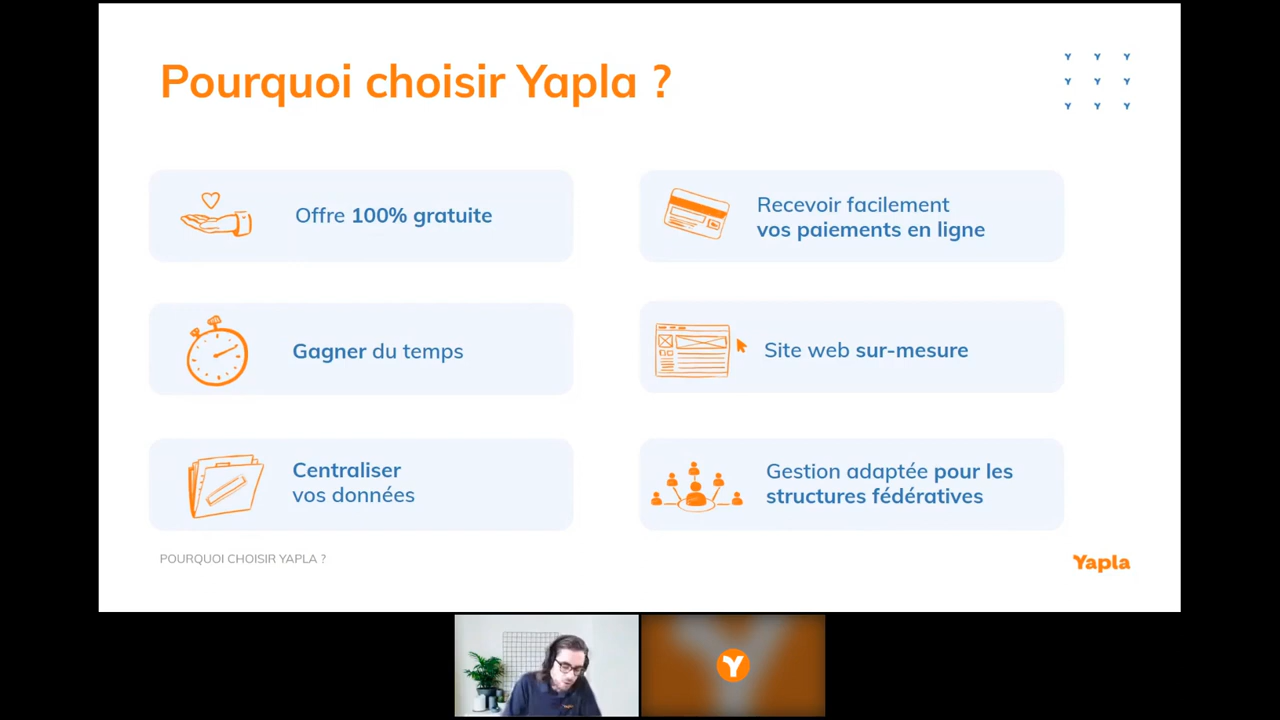 Pourquoi choisir Yapla ?
Offre 100% gratuite
Recevoir facilement
vos paiements en ligne
Gagner du temps
Site web sur-mesure
Centraliser
vos données
Gestion adaptée pour les
structures fédératives
POURQUOI CHOISIR YAPLA ?
Yapla
Y